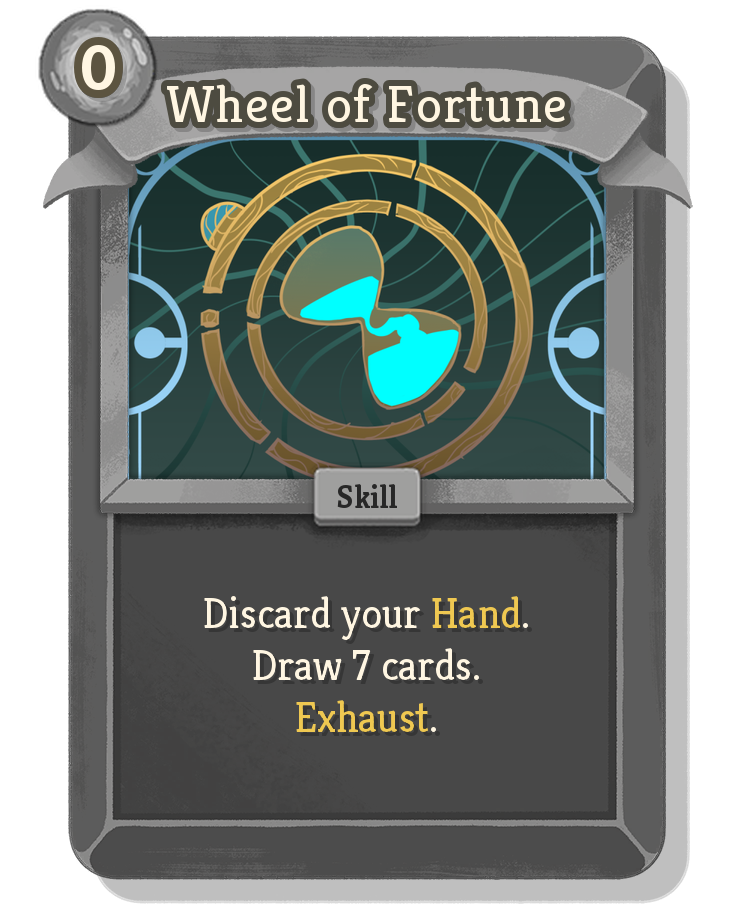 0
Wheel of Fortune
Skill
Discard your Hand.
Draw 7 cards.
Exhaust.